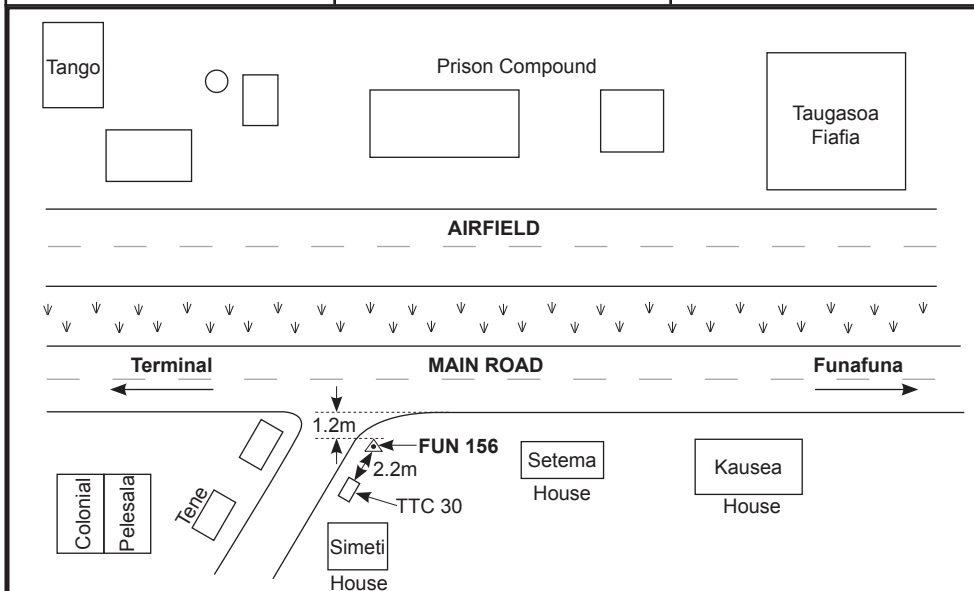 Tango
Prison Compound
Taugasoa
Fiafia
AIRFIELD
Terminal
MAIN ROAD
Funafuna
1.2m
FUN 156
2.2m
TTC 30
Setema
House
Kausea
House
Colonial
Pelesala
Tene
Simeti
House